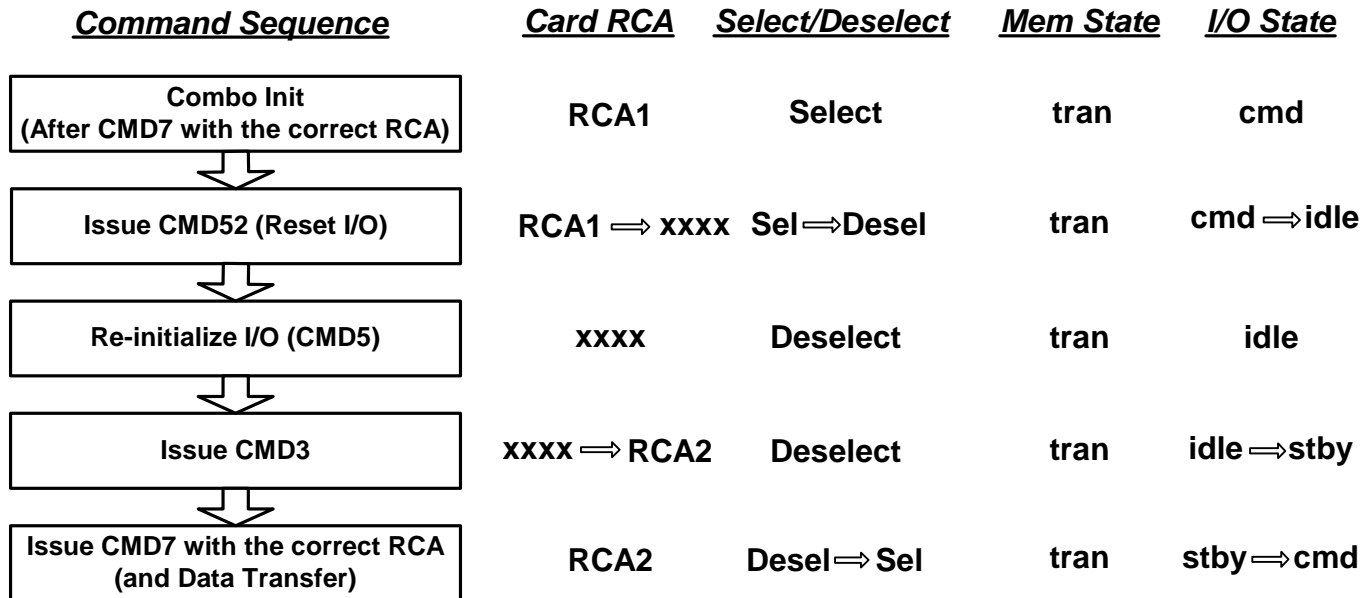 Command Sequence Card RCA Select/Deselect Mem State I/O State
Combo Init
(After CMD7 with the correct RCA)
RCA1 Select tran cmd
Issue CMD52 (Reset I/O) RCA1 ⇒ xxxx Sel ⇒ Desel tran cmd ⇒ idle
Re-initialize I/O (CMD5) xxxx Deselect tran idle
Issue CMD3 xxxx ⇒ RCA2 Deselect tran idle ⇒ stby
Issue CMD7 with the correct RCA
(and Data Transfer)
RCA2 Desel ⇒ Sel tran stby ⇒ cmd